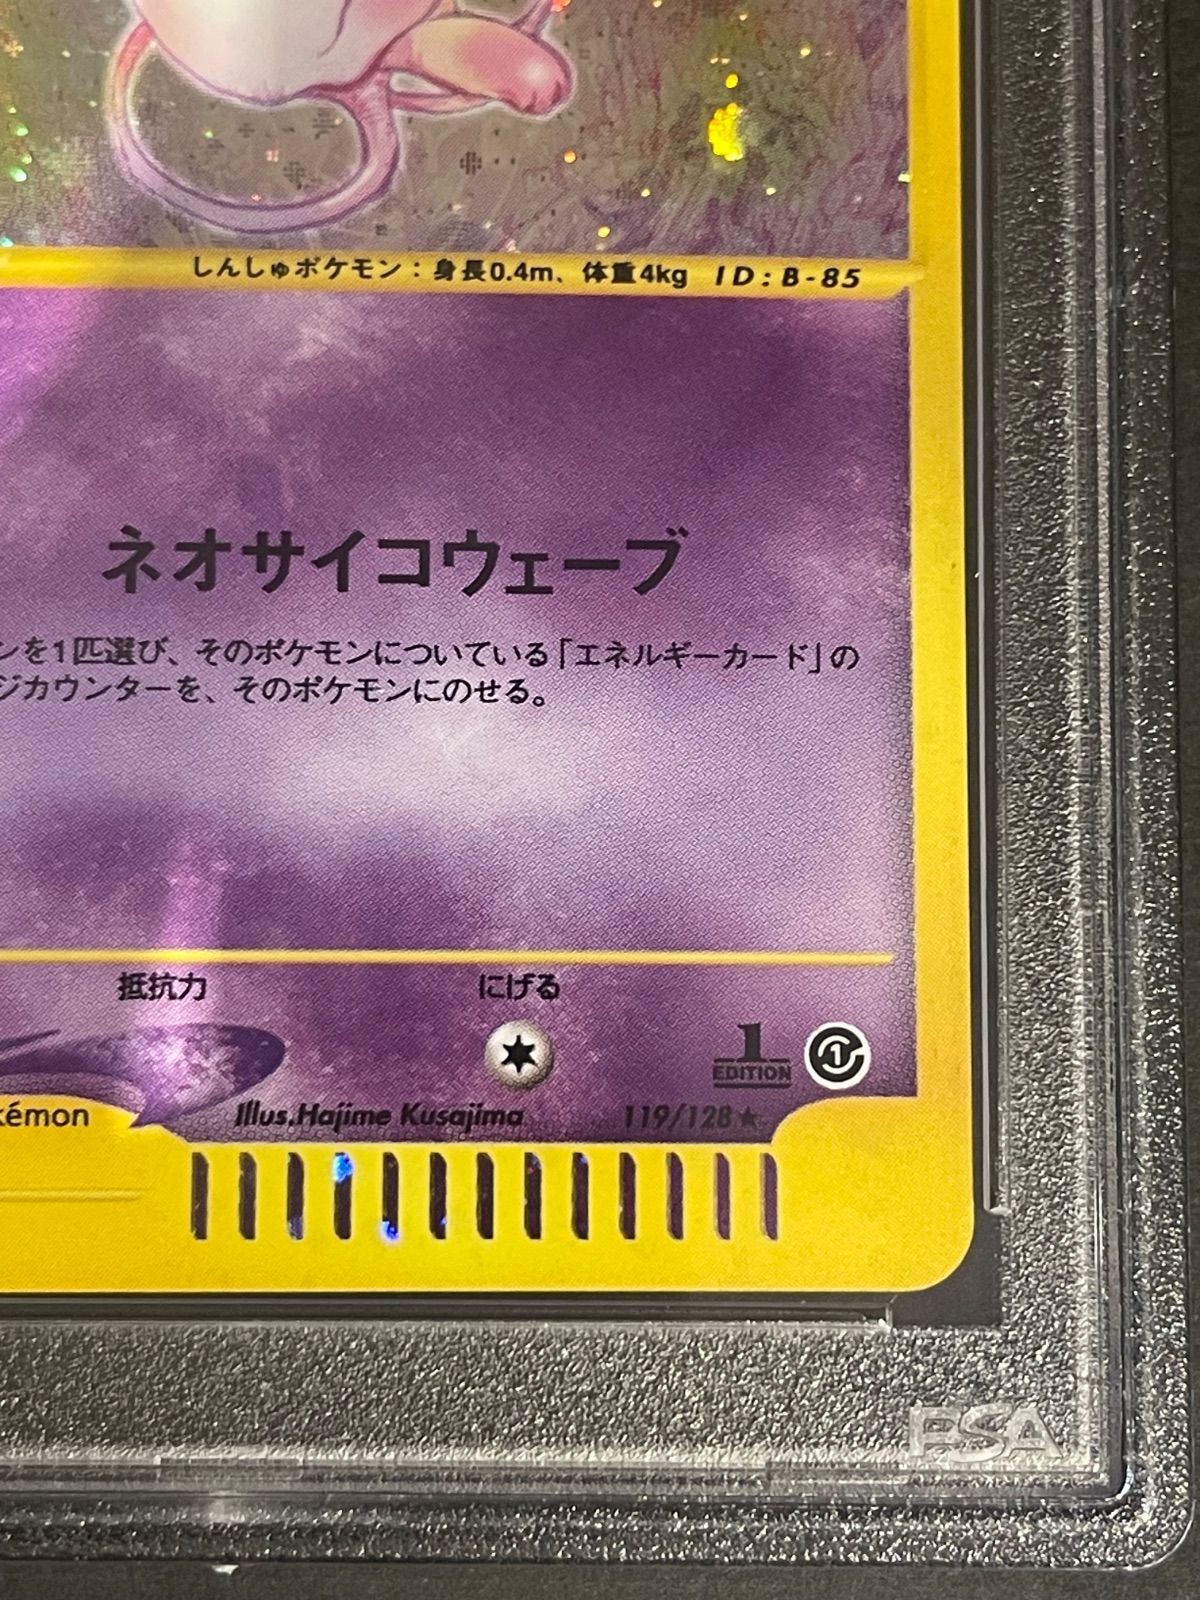 しんしゅポケモン：身長0.4m、体重4kg ID:B-85
ネオサイコウェーブ
ンを1匹選び、そのポケモンについている「エネルギーカード」の
ジカウンターを、そのポケモンにのせる。
抵抗力 にげる
1 EDITION 1
kémon Illus.Hajime Kusajima 119/128★
PSA